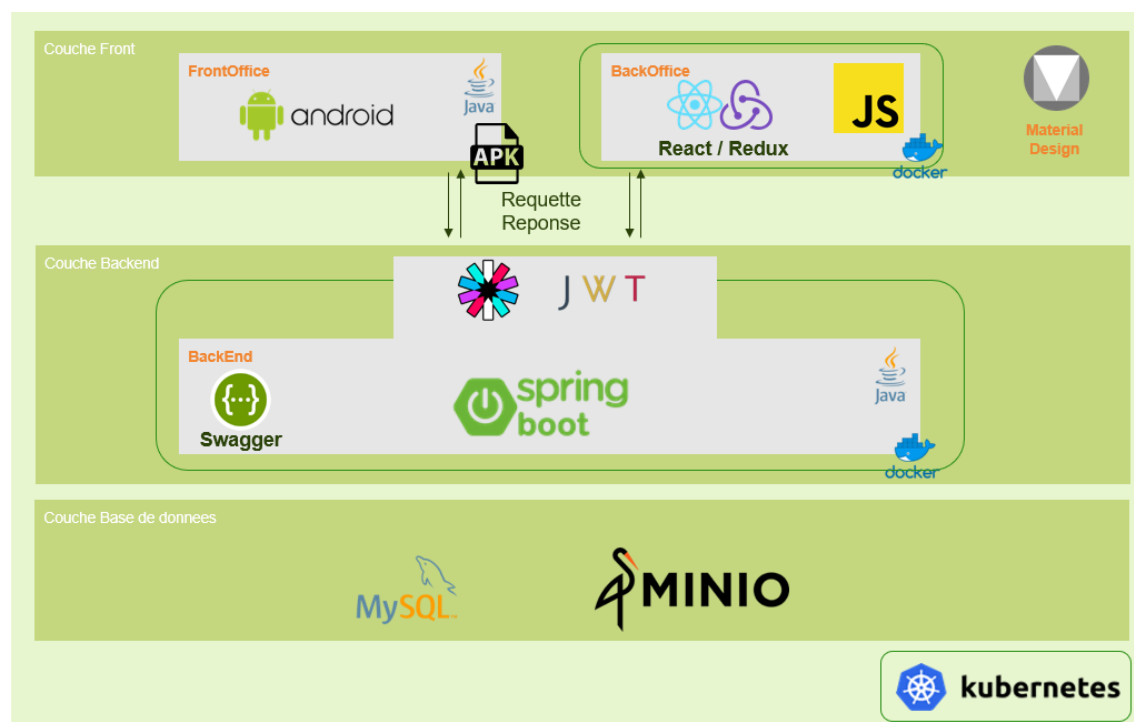 Couche Front
FrontOffice
android
Java
APK
BackOffice
React / Redux
JS
docker
Material
Design
Requette
Reponse
Couche Backend
JWT
BackEnd
Swagger
spring
boot
Java
docker
Couche Base de donnees
MySQL
MINIO
kubernetes